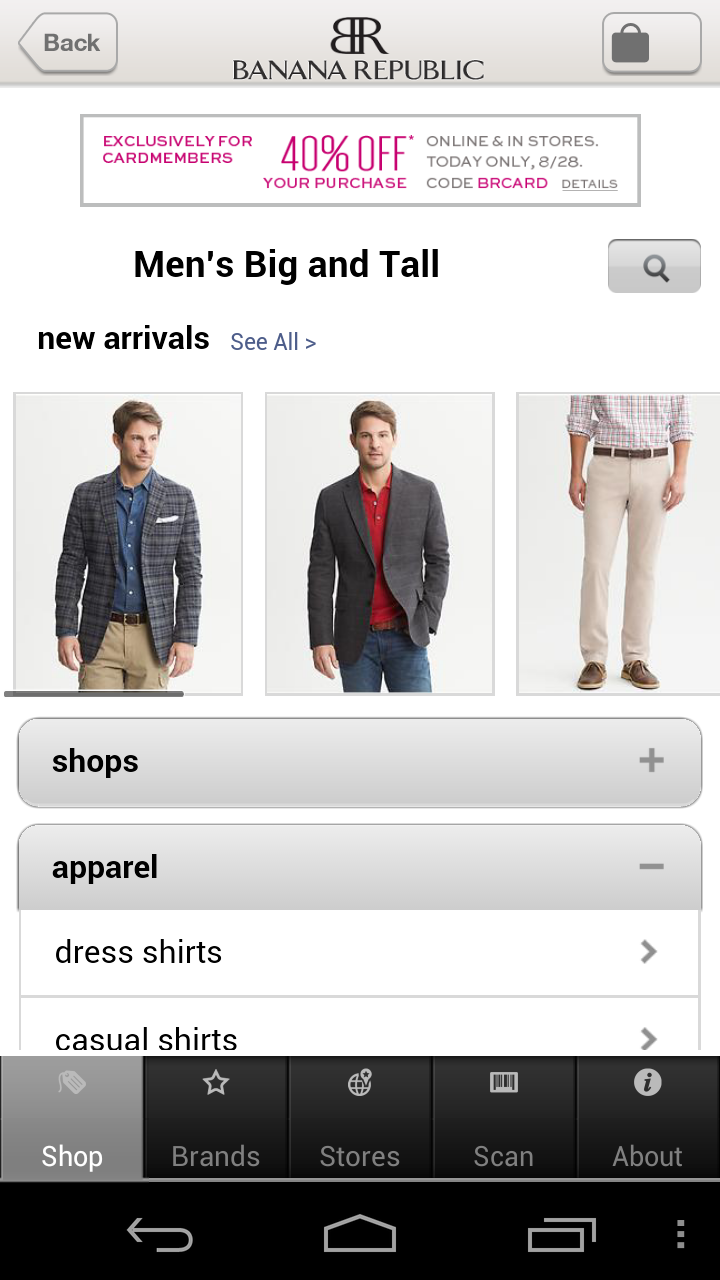 Back
BR
BANANA REPUBLIC
EXCLUSIVELY FOR
CARDMEMBERS
40% OFF*
YOUR PURCHASE
ONLINE & IN STORES.
TODAY ONLY, 8/28.
CODE BRCARD DETAILS
Men's Big and Tall
new arrivals See All >
shops
apparel
dress shirts
casual shirts
Shop
Brands
Stores
Scan
About